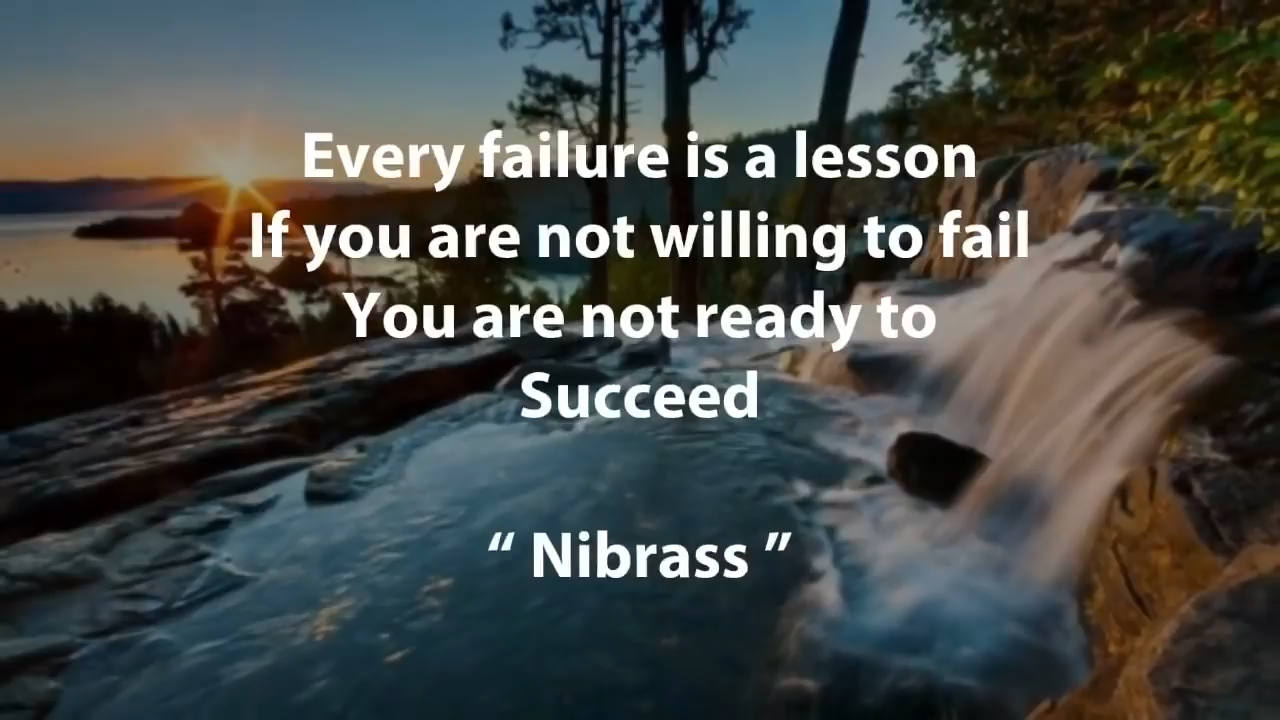 Every failure is a lesson
If you are not willing to fail
You are not ready to
Succeed
“ Nibrass ”